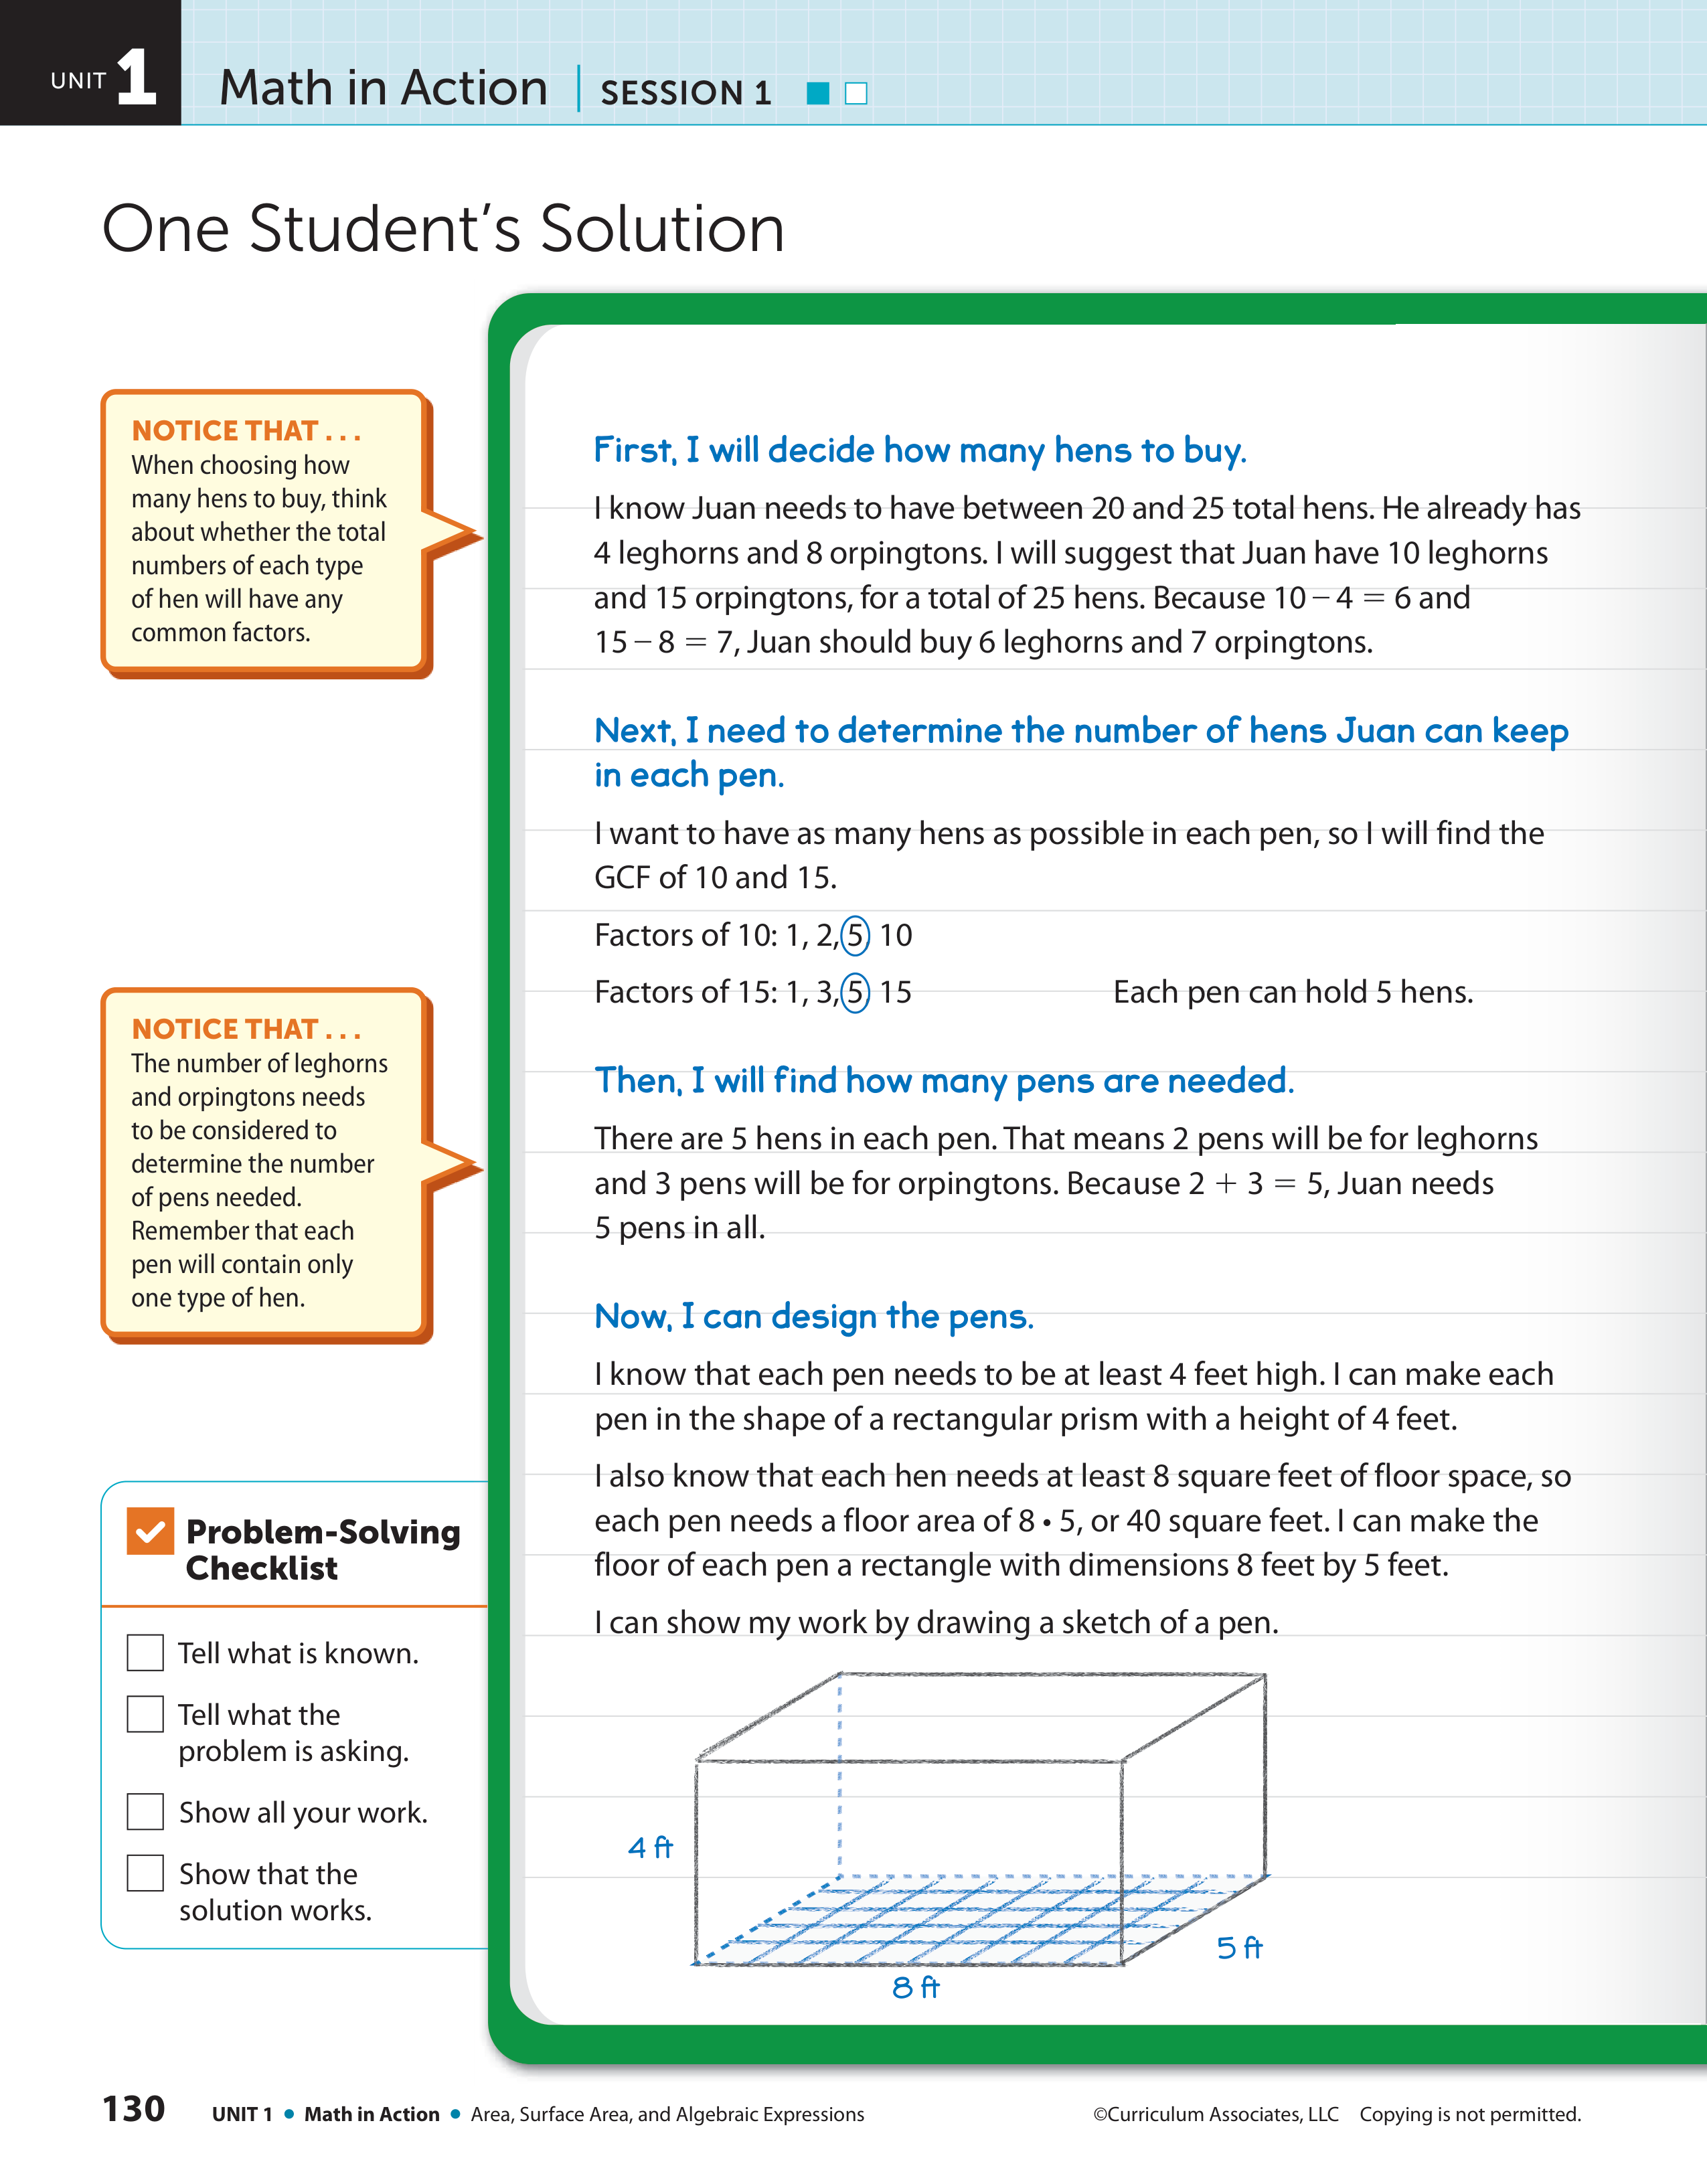 UNIT 1 Math in Action SESSION 1
One Student’s Solution
NOTICE THAT . . .
When choosing how
many hens to buy, think
about whether the total
numbers of each type
of hen will have any
common factors.
First, I will decide how many hens to buy.
I know Juan needs to have between 20 and 25 total hens. He already has
4 leghorns and 8 orpingtons. I will suggest that Juan have 10 leghorns
and 15 orpingtons, for a total of 25 hens. Because 10 − 4 = 6 and
15 − 8 = 7, Juan should buy 6 leghorns and 7 orpingtons.
Next, I need to determine the number of hens Juan can keep
in each pen.
I want to have as many hens as possible in each pen, so I will find the
GCF of 10 and 15.
Factors of 10: 1, 2, 5, 10
Factors of 15: 1, 3, 5, 15
Each pen can hold 5 hens.
NOTICE THAT . . .
The number of leghorns
and orpingtons needs
to be considered to
determine the number
of pens needed.
Remember that each
pen will contain only
one type of hen.
Then, I will find how many pens are needed.
There are 5 hens in each pen. That means 2 pens will be for leghorns
and 3 pens will be for orpingtons. Because 2 + 3 = 5, Juan needs
5 pens in all.
Now, I can design the pens.
I know that each pen needs to be at least 4 feet high. I can make each
pen in the shape of a rectangular prism with a height of 4 feet.
I also know that each hen needs at least 8 square feet of floor space, so
each pen needs a floor area of 8 • 5, or 40 square feet. I can make the
floor of each pen a rectangle with dimensions 8 feet by 5 feet.
I can show my work by drawing a sketch of a pen.
4 ft
5 ft
8 ft
Problem-Solving
Checklist
Tell what is known.
Tell what the
problem is asking.
Show all your work.
Show that the
solution works.
130 UNIT 1 • Math in Action • Area, Surface Area, and Algebraic Expressions
©Curriculum Associates, LLC Copying is not permitted.